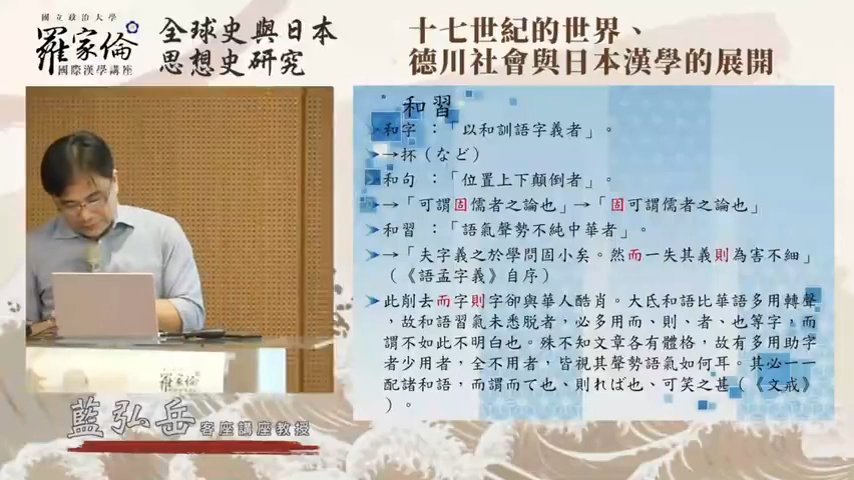 國立政治大學
羅家倫
國際漢學講座
全球史與日本
思想史研究
十七世紀的世界、
德川社會與日本漢學的展開
和習
和字 ：「以和訓語字義者」。
→抔（など）
和句 ：「位置上下顛倒者」。
→「可謂固儒者之論也」→「固可謂儒者之論也」
和習 ：「語氣聲勢不純中華者」。
→「夫字義之於學問固小矣。然而一失其義則為害不細」
（《語孟字義》自序）
此削去而字則字卻與華人酷肖。大氐和語比華語多用轉聲
，故和語習氣未悉脫者，必多用而、則、者、也等字，而
謂不如此不明白也。殊不知文章各有體格，故有多用助字
者少用者，全不用者，皆視其聲勢語氣如何耳。其必一一
配諸和語，而謂而て也、則れば也、可笑之甚（《文戒》
）。
羅家倫
藍弘岳 客座講座教授